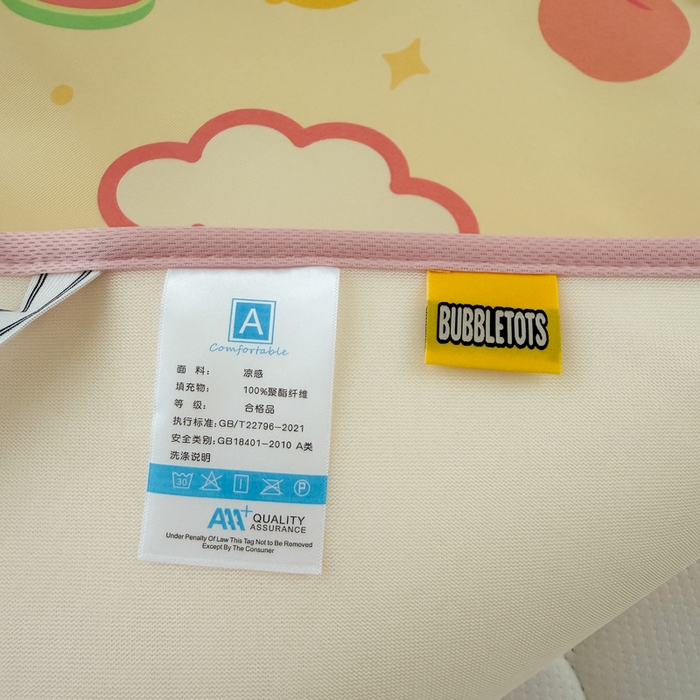 A
Comfortable
面 料: 凉感
填充物: 100%聚酯纤维
等 级: 合格品
执行标准:GB/T22796-2021
安全类别:GB18401-2010 A类
洗涤说明
30 P
AAA+ QUALITY
ASSURANCE
Under Penalty Of Law This Tag Not to Be Removed
Except By The Consuner
BUBBLETOTS